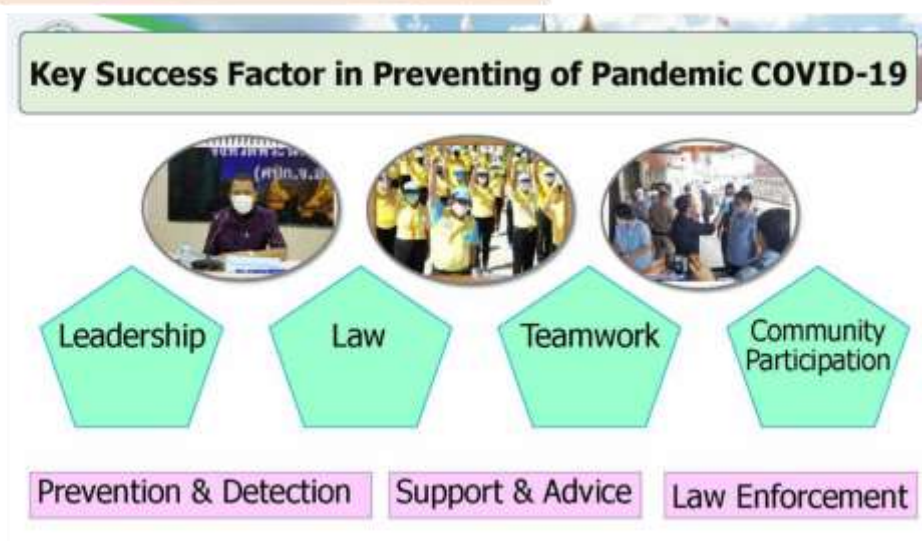 Key Success Factor in Preventing of Pandemic COVID-19
Leadership
Law
Teamwork
Community
Participation
Prevention & Detection
Support & Advice
Law Enforcement